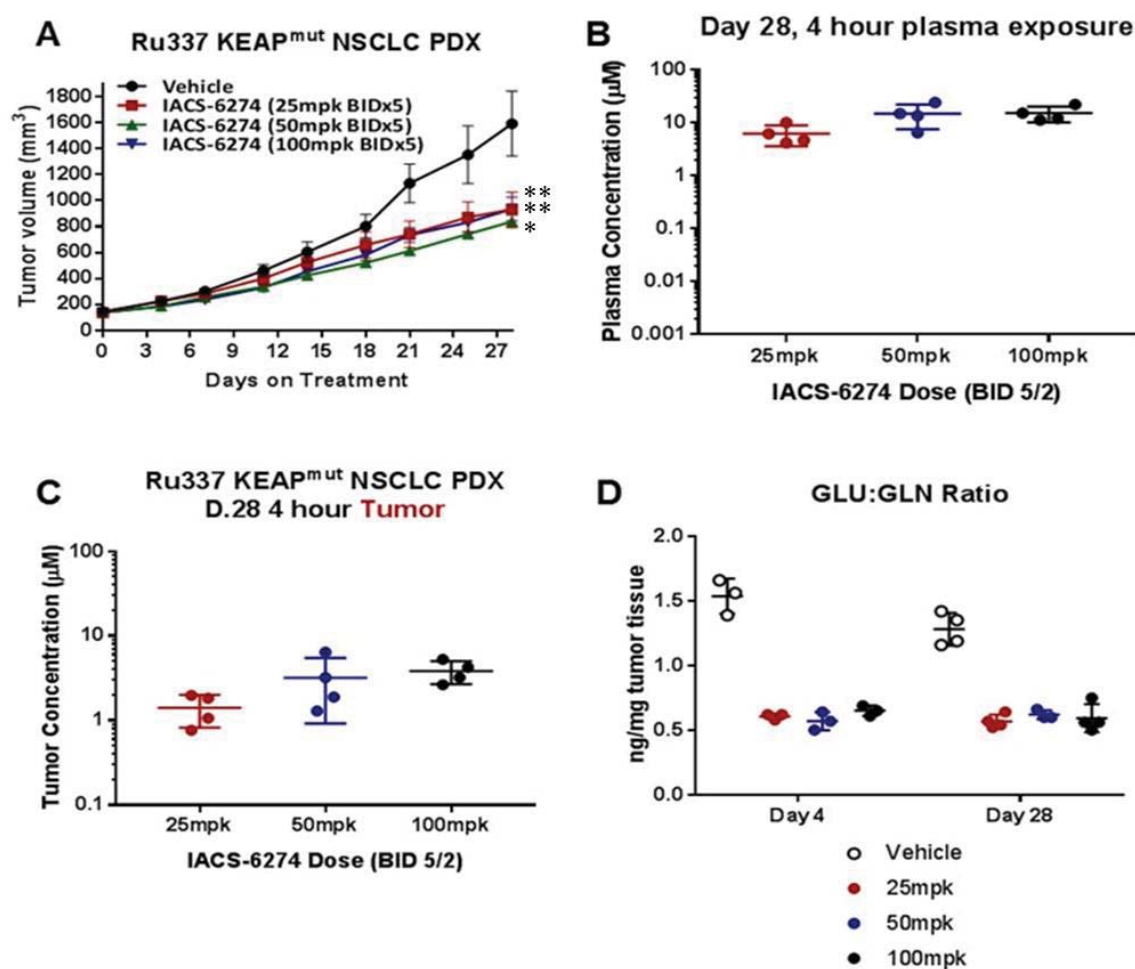 A
Ru337 KEAPmut NSCLC PDX
Vehicle
IACS-6274 (25mpk BIDx5)
IACS-6274 (50mpk BIDx5)
IACS-6274 (100mpk BIDx5)
Tumor volume (mm3)
1800
1600
1400
1200
1000
800
600
400
200
0
**
**
*
0 3 6 9 12 15 18 21 24 27
Days on Treatment
B
Day 28, 4 hour plasma exposure
Plasma Concentration (µM)
100
10
1
0.1
0.01
0.001
25mpk 50mpk 100mpk
IACS-6274 Dose (BID 5/2)
C
Ru337 KEAPmut NSCLC PDX
D.28 4 hour Tumor
Tumor Concentration (µM)
100
10
1
0.1
25mpk 50mpk 100mpk
IACS-6274 Dose (BID 5/2)
D
GLU:GLN Ratio
ng/mg tumor tissue
2.0
1.5
1.0
0.5
0.0
Day 4 Day 28
Vehicle
25mpk
50mpk
100mpk